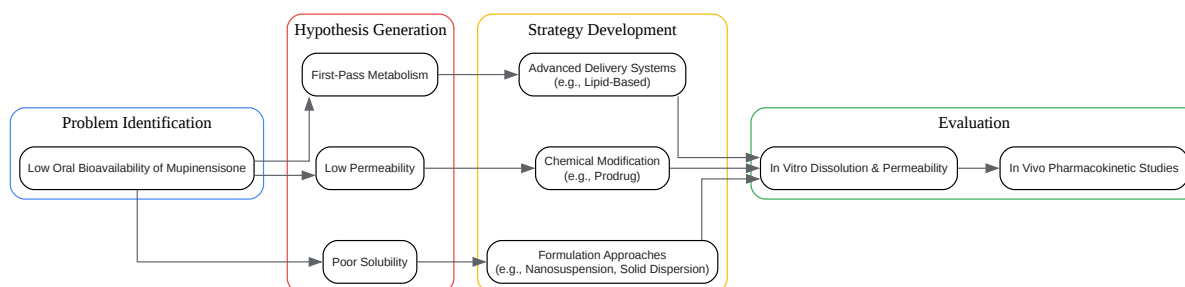 Problem Identification
Low Oral Bioavailability of Mupinensisone
Hypothesis Generation
First-Pass Metabolism
Low Permeability
Poor Solubility
Strategy Development
Advanced Delivery Systems
(e.g., Lipid-Based)
Chemical Modification
(e.g., Prodrug)
Formulation Approaches
(e.g., Nanosuspension, Solid Dispersion)
Evaluation
In Vitro Dissolution & Permeability
In Vivo Pharmacokinetic Studies